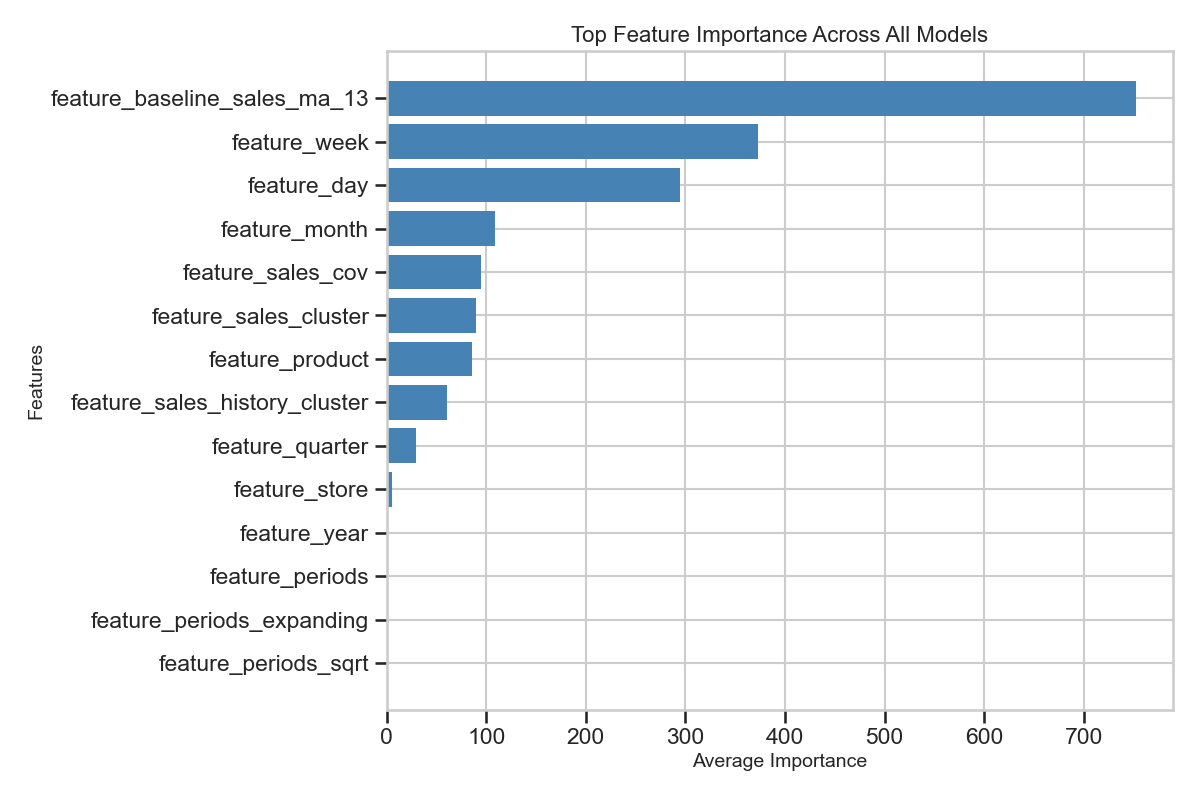 Top Feature Importance Across All Models
feature_baseline_sales_ma_13
feature_week
feature_day
feature_month
feature_sales_cov
feature_sales_cluster
feature_product
feature_sales_history_cluster
feature_quarter
feature_store
feature_year
feature_periods
feature_periods_expanding
feature_periods_sqrt
Features
0 100 200 300 400 500 600 700
Average Importance